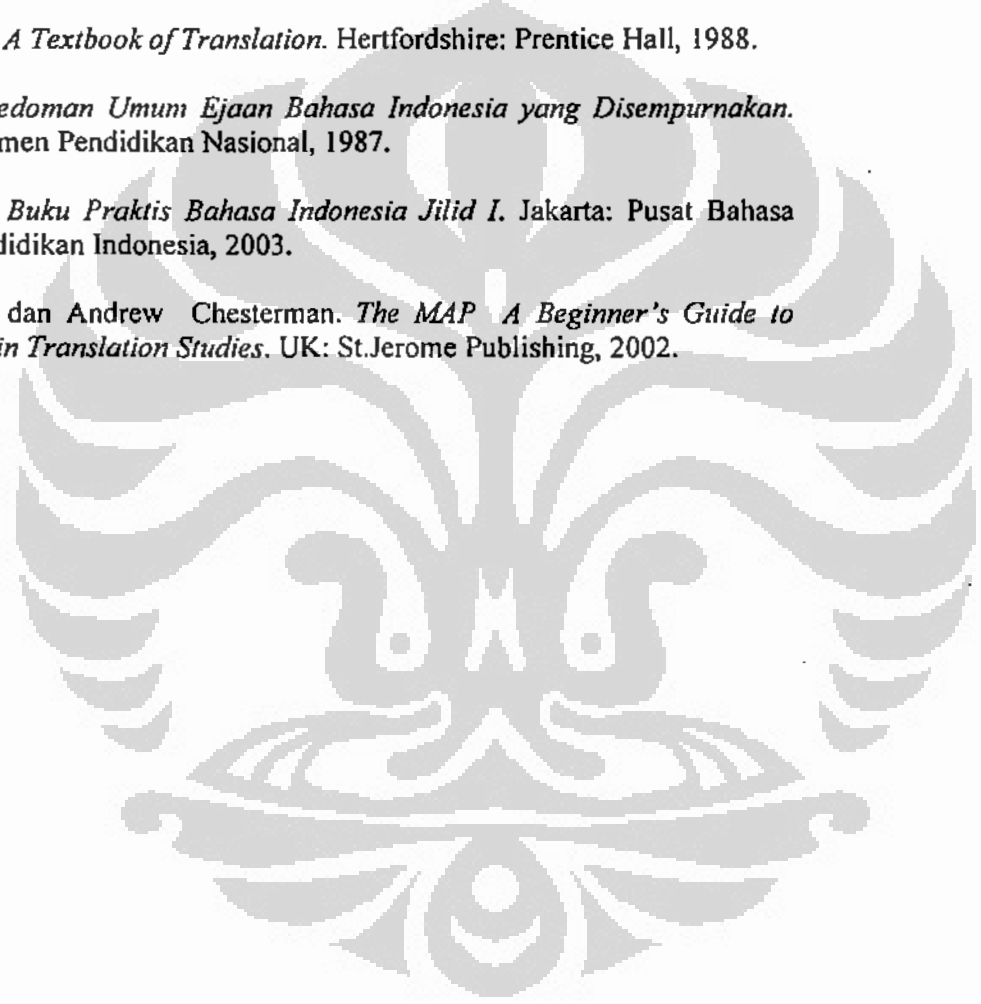 A Textbook of Translation. Hertfordshire: Prentice Hall, 1988.
edoman Umum Ejaan Bahasa Indonesia yang Disempurnakan.
men Pendidikan Nasional, 1987.
Buku Praktis Bahasa Indonesia Jilid I. Jakarta: Pusat Bahasa
didikan Indonesia, 2003.
dan Andrew Chesterman. The MAP A Beginner's Guide to
in Translation Studies. UK: St.Jerome Publishing, 2002.